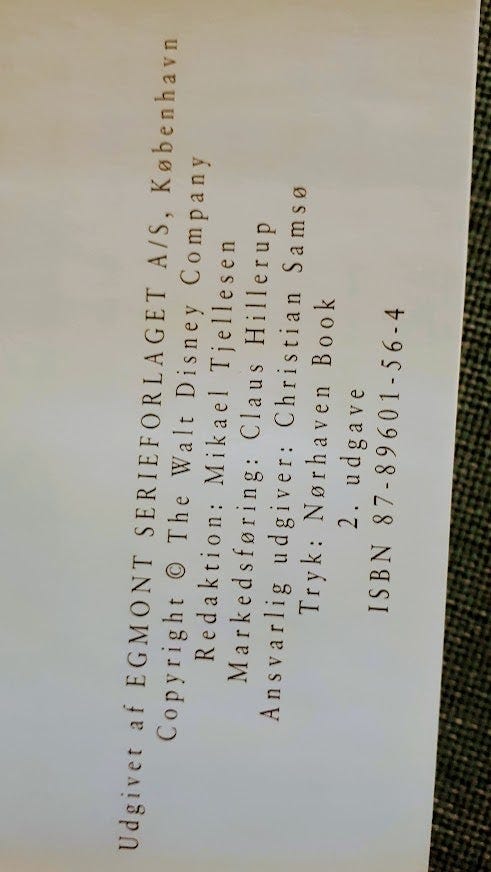 Udgivet af EGMONT SERIEFORLAGET A/S, København
Copyright © The Walt Disney Company
Redaktion: Mikael Tjellesen
Markedsføring: Claus Hillerup
Ansvarlig udgiver: Christian Samsø
Tryk: Nørhaven Book
2. udgave
ISBN 87-89601-56-4